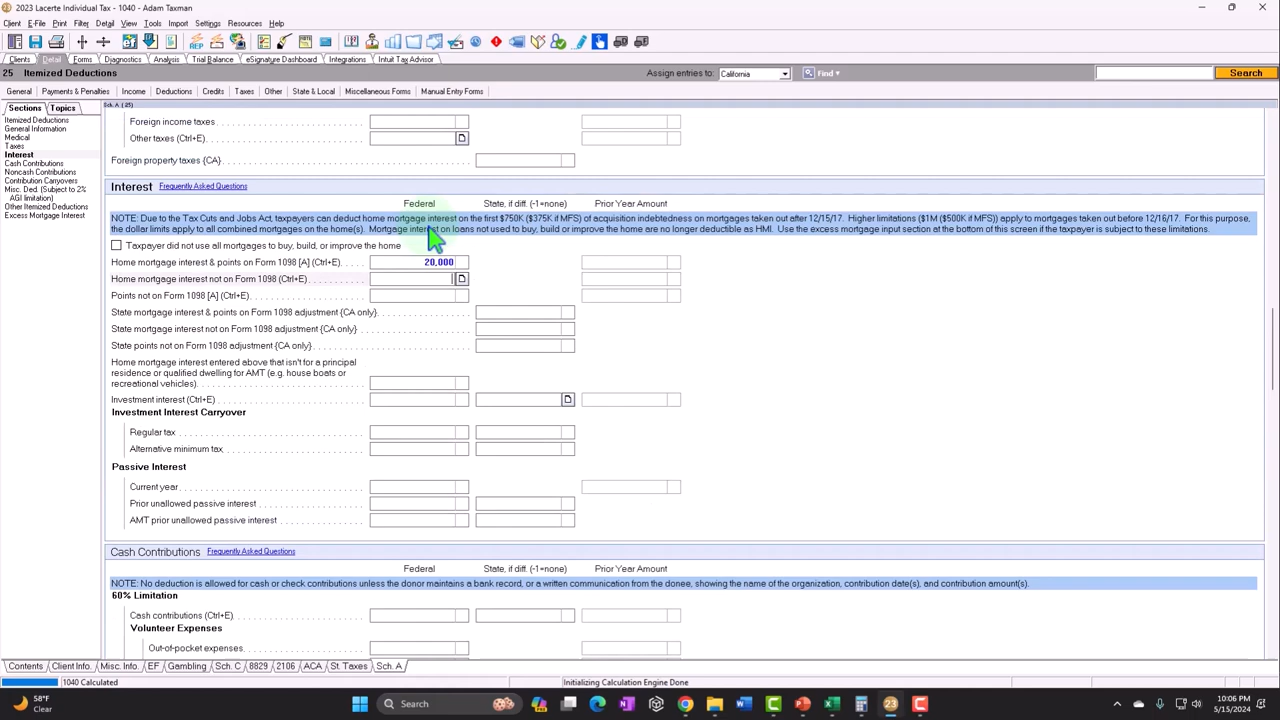 2023 Lacerte Individual Tax - 1040 - Adam Taxman
Client E-File Print Filter Detail View Tools Import Settings Resources Help
Clients Detail Forms Diagnostics Analysis Trial Balance eSignature Dashboard Integrations Intuit Tax Advisor
25 Itemized Deductions Assign entries to: California Find Search
General Payments & Penalties Income Deductions Credits Taxes Other State & Local Miscellaneous Forms Manual Entry Forms
Sections Topics
Itemized Deductions
General Information
Medical
Taxes
Interest
Cash Contributions
Noncash Contributions
Contribution Carryovers
Misc. Ded. (Subject to 2%
AGI limitation)
Other Itemized Deductions
Excess Mortgage Interest
Sch. A (25)
Foreign income taxes
Other taxes (Ctrl+E)
Foreign property taxes {CA}
Interest Frequently Asked Questions
Federal State, if diff. (-1=none) Prior Year Amount
NOTE: Due to the Tax Cuts and Jobs Act, taxpayers can deduct home mortgage interest on the first $750K ($375K if MFS) of acquisition indebtedness on mortgages taken out after 12/15/17. Higher limitations ($1M ($500K if MFS)) apply to mortgages taken out before 12/16/17. For this purpose,
the dollar limits apply to all combined mortgages on the home(s). Mortgage interest on loans not used to buy, build or improve the home are no longer deductible as HMI. Use the excess mortgage input section at the bottom of this screen if the taxpayer is subject to these limitations.
Taxpayer did not use all mortgages to buy, build, or improve the home
Home mortgage interest & points on Form 1098 [A] (Ctrl+E) 20,000
Home mortgage interest not on Form 1098 (Ctrl+E)
Points not on Form 1098 [A] (Ctrl+E)
State mortgage interest & points on Form 1098 adjustment {CA only}
State mortgage interest not on Form 1098 adjustment {CA only}
State points not on Form 1098 adjustment {CA only}
Home mortgage interest entered above that isn't for a principal
residence or qualified dwelling for AMT (e.g. house boats or
recreational vehicles)
Investment interest (Ctrl+E)
Investment Interest Carryover
Regular tax
Alternative minimum tax
Passive Interest
Current year
Prior unallowed passive interest
AMT prior unallowed passive interest
Cash Contributions Frequently Asked Questions
Federal State, if diff. (-1=none) Prior Year Amount
NOTE: No deduction is allowed for cash or check contributions unless the donor maintains a bank record, or a written communication from the donee, showing the name of the organization, contribution date(s), and contribution amount(s).
60% Limitation
Cash contributions (Ctrl+E)
Volunteer Expenses
Out-of-pocket expenses
Contents Client Info. Misc. Info. EF Gambling Sch. C 8829 2106 ACA St. Taxes Sch. A
1040 Calculated Initializing Calculation Engine Done
58°F
Clear
Search
23
10:06 PM
5/15/2024